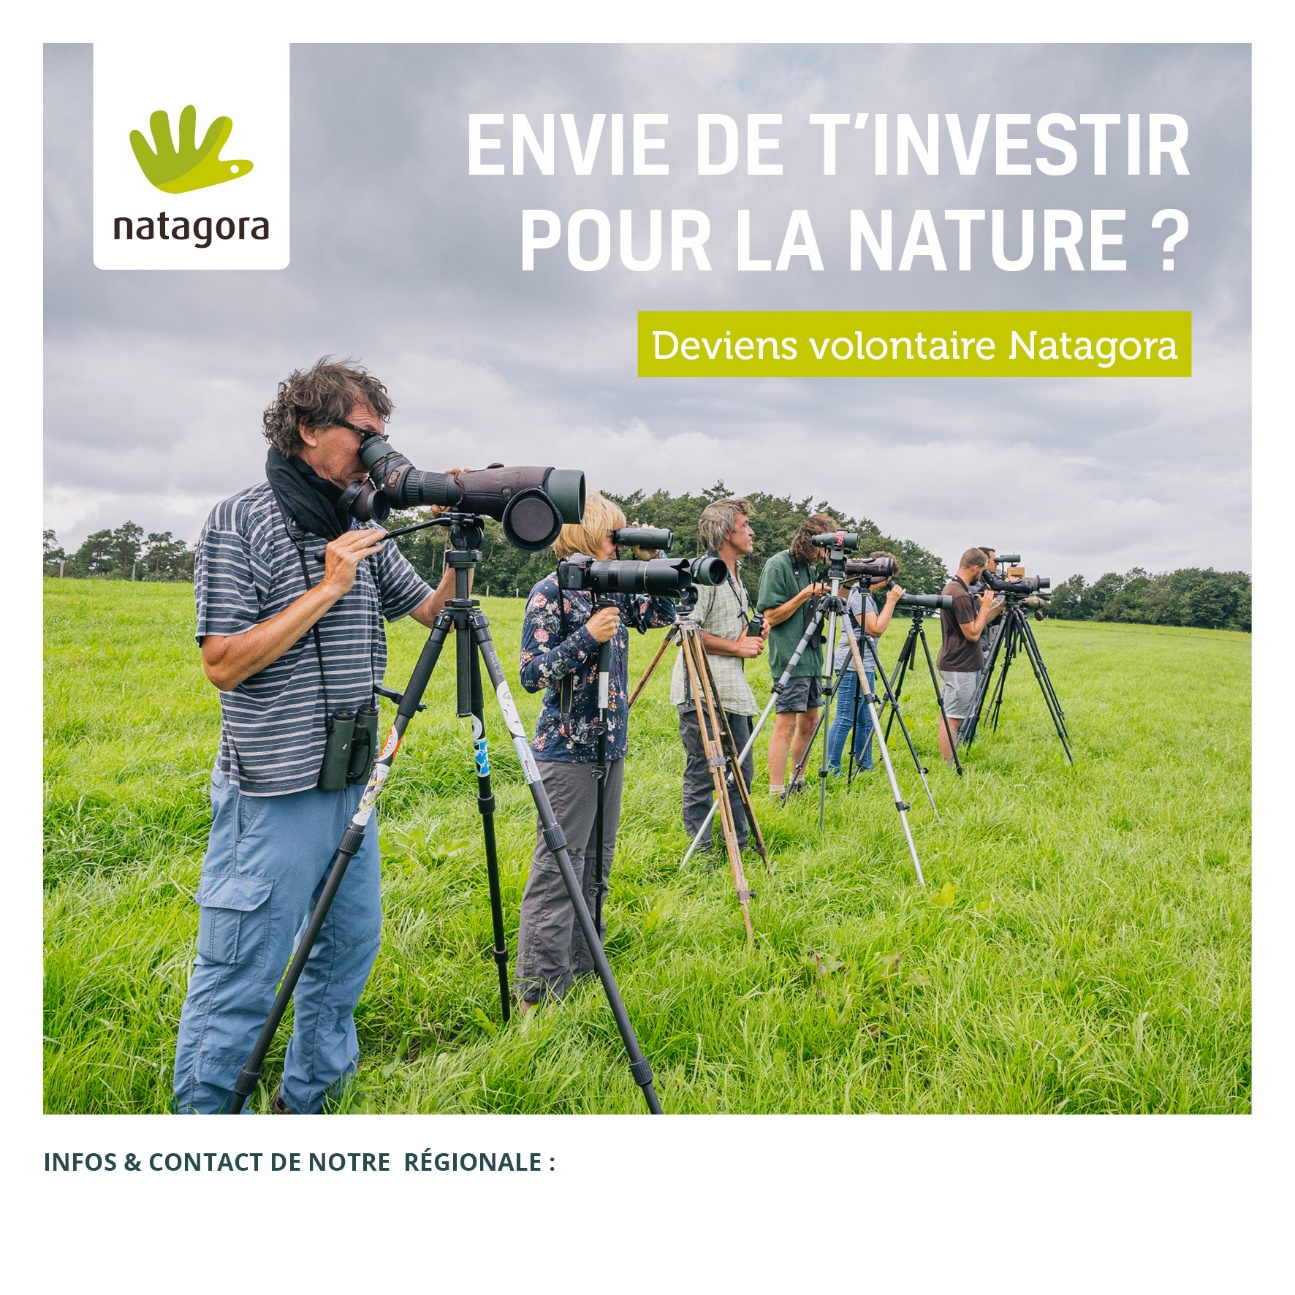 natagora
ENVIE DE T'INVESTIR
POUR LA NATURE ?
Deviens volontaire Natagora
INFOS & CONTACT DE NOTRE RÉGIONALE :